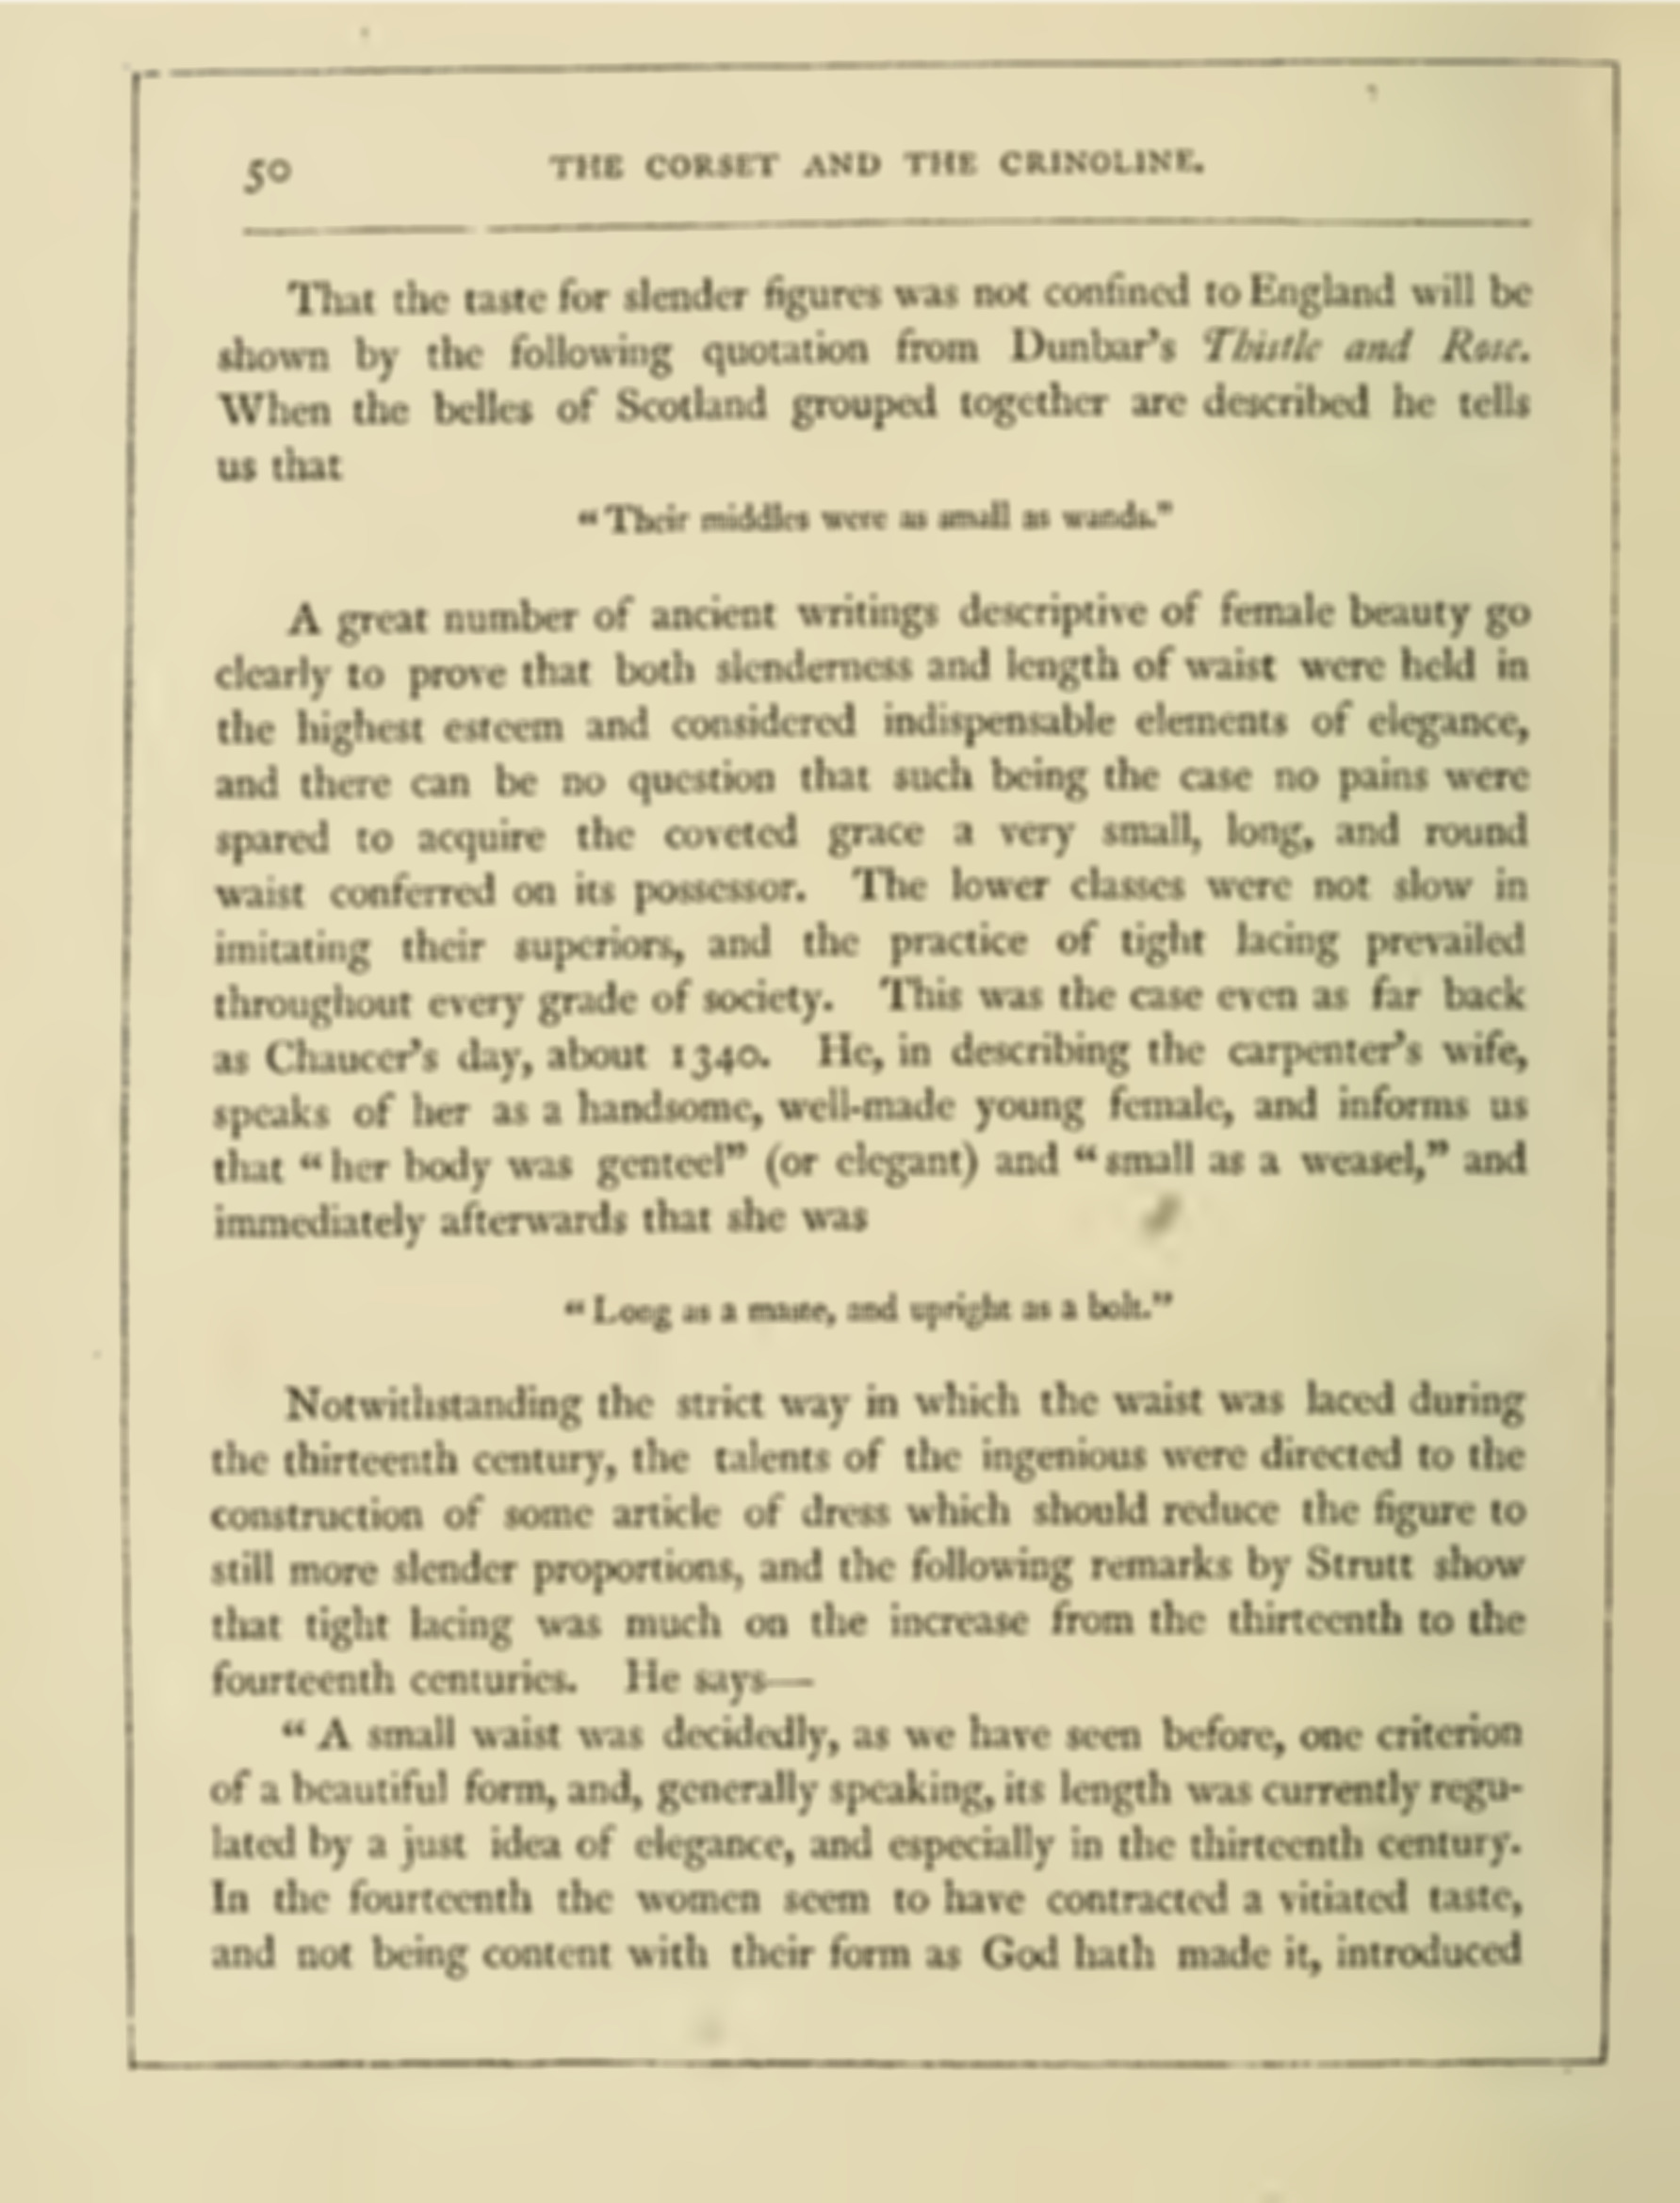 50 THE CORSET AND THE CRINOLINE.
That the taste for slender figures was not confined to England will be
shown by the following quotation from Dunbar's Thistle and Rose.
When the belles of Scotland grouped together are described he tells
us that
“Their middles were as small as wands.”
A great number of ancient writings descriptive of female beauty go
clearly to prove that both slenderness and length of waist were held in
the highest esteem and considered indispensable elements of elegance,
and there can be no question that such being the case no pains were
spared to acquire the coveted grace a very small, long, and round
waist conferred on its possessor. The lower classes were not slow in
imitating their superiors, and the practice of tight lacing prevailed
throughout every grade of society. This was the case even as far back
as Chaucer's day, about 1340. He, in describing the carpenter's wife,
speaks of her as a handsome, well-made young female, and informs us
that “her body was genteel” (or elegant) and “small as a weasel,” and
immediately afterwards that she was
“Long as a maste, and upright as a bolt.”
Notwithstanding the strict way in which the waist was laced during
the thirteenth century, the talents of the ingenious were directed to the
construction of some article of dress which should reduce the figure to
still more slender proportions, and the following remarks by Strutt show
that tight lacing was much on the increase from the thirteenth to the
fourteenth centuries. He says—
“A small waist was decidedly, as we have seen before, one criterion
of a beautiful form, and, generally speaking, its length was currently regu-
lated by a just idea of elegance, and especially in the thirteenth century.
In the fourteenth the women seem to have contracted a vitiated taste,
and not being content with their form as God hath made it, introduced